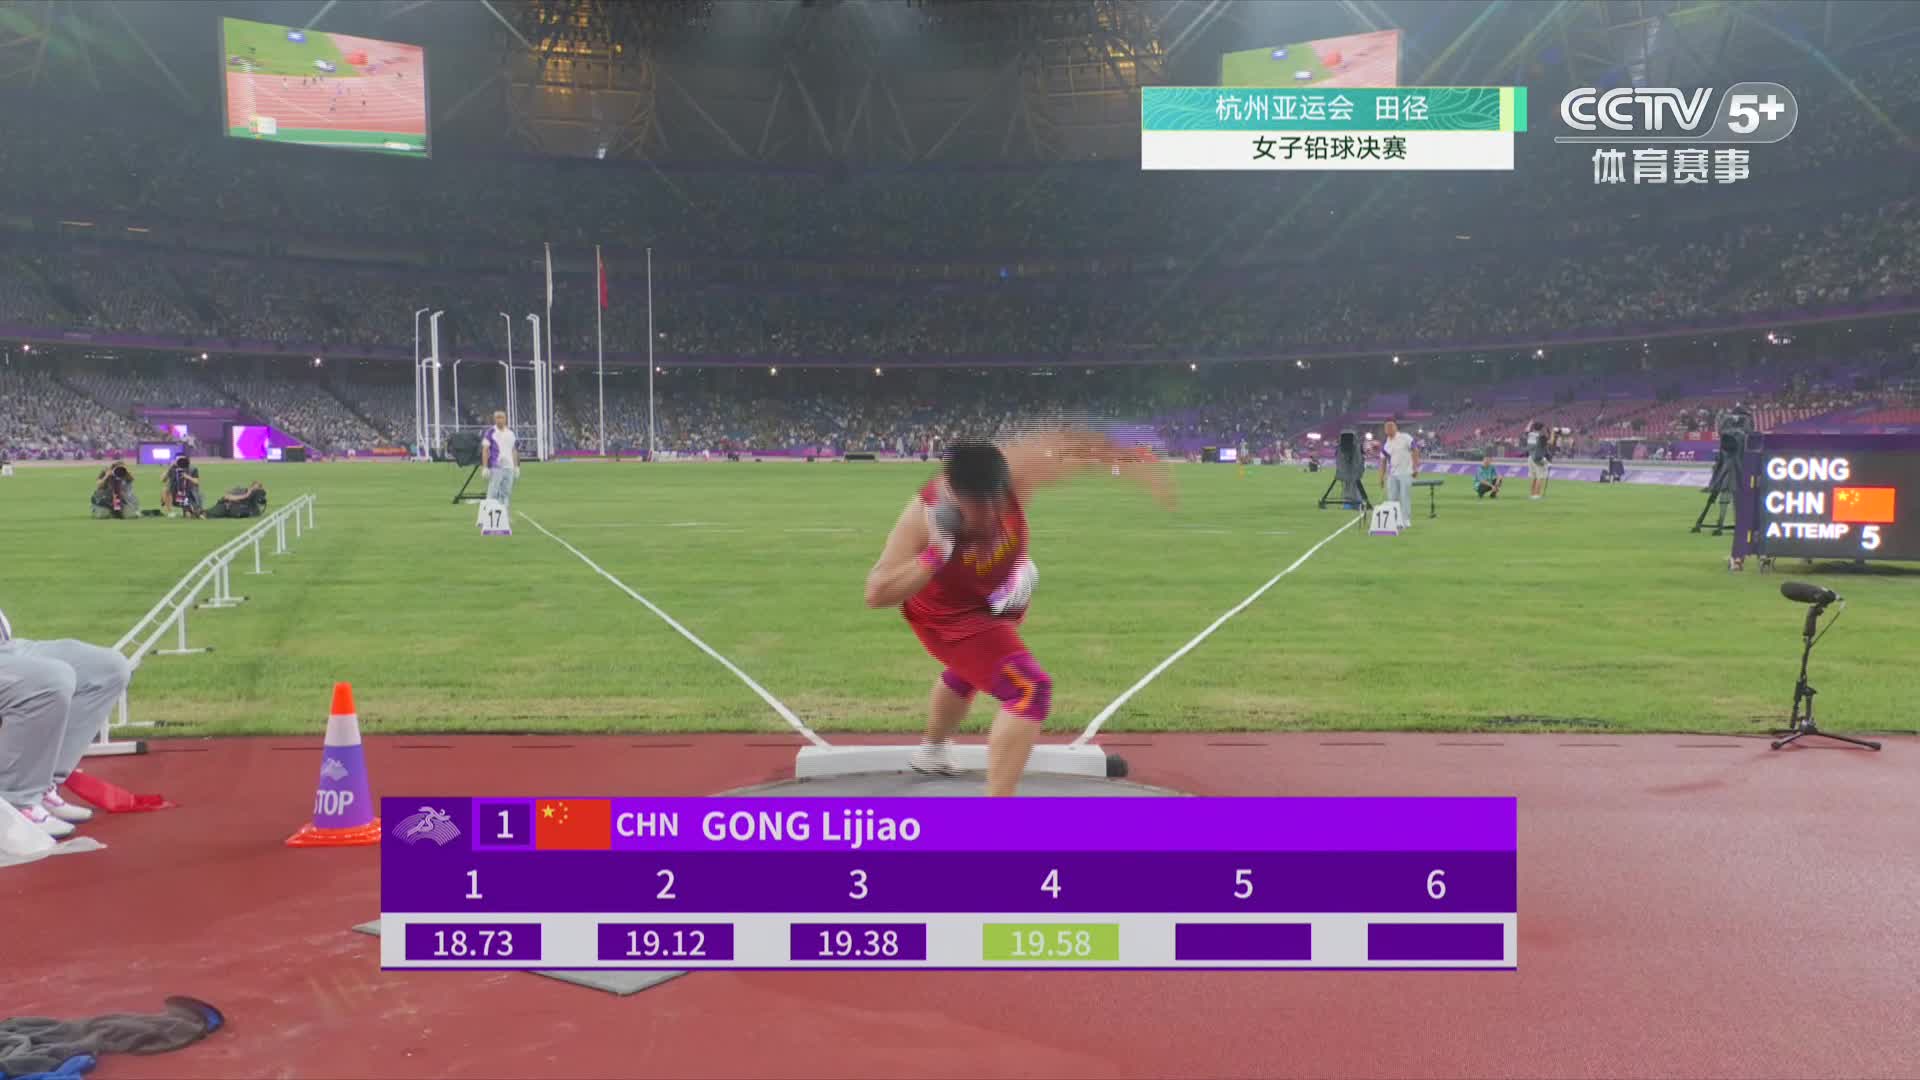 杭州亚运会 田径
女子铅球决赛
CCTV 5+
体育赛事
GONG
CHN
ATTEMP 5
17
17
STOP
1 CHN GONG Lijiao
1 2 3 4 5 6
18.73 19.12 19.38 19.58